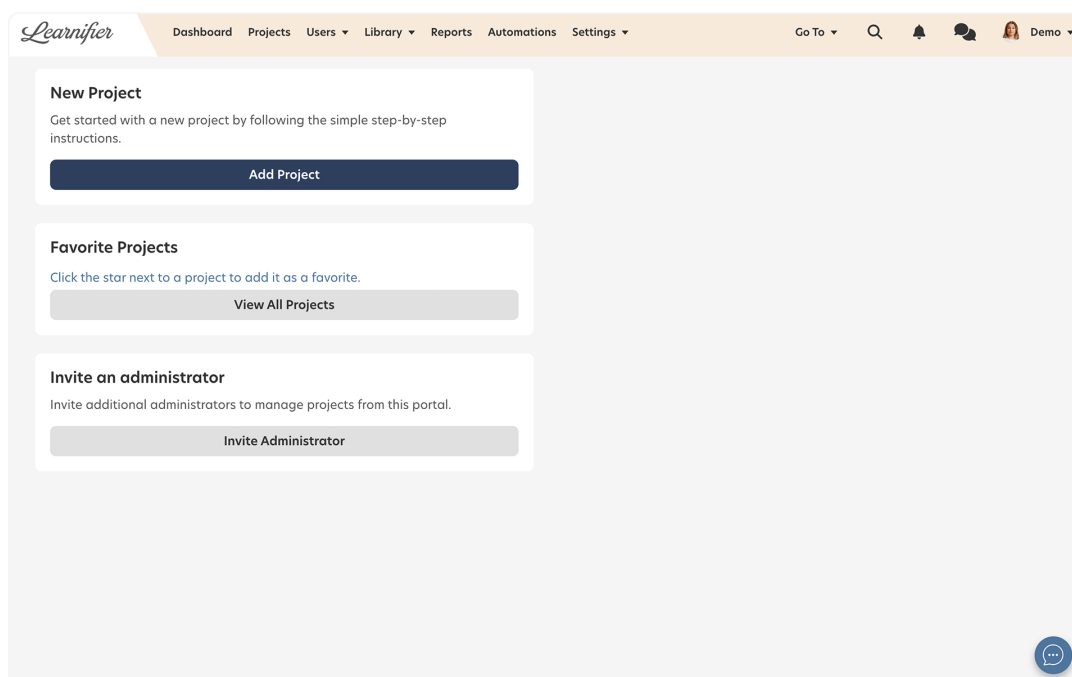 Learnifier
Dashboard Projects Users Library Reports Automations Settings Go To Demo
New Project
Get started with a new project by following the simple step-by-step
instructions.
Add Project
Favorite Projects
Click the star next to a project to add it as a favorite.
View All Projects
Invite an administrator
Invite additional administrators to manage projects from this portal.
Invite Administrator